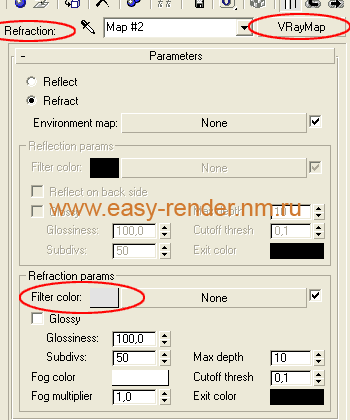 Refraction: Map #2 VRayMap
- Parameters
Reflect
Refract
Environment map: None
Reflection params
Filter color: None
Reflect on back side
Glossy Max depth 10
www.easy-render.nm.ru
Glossiness: 100,0 Cutoff thresh 0,1
Subdivs: 50 Exit color
Refraction params
Filter color: None
Glossy
Glossiness: 100,0
Subdivs: 50 Max depth 10
Fog color Cutoff thresh 0,1
Fog multiplier 1,0 Exit color